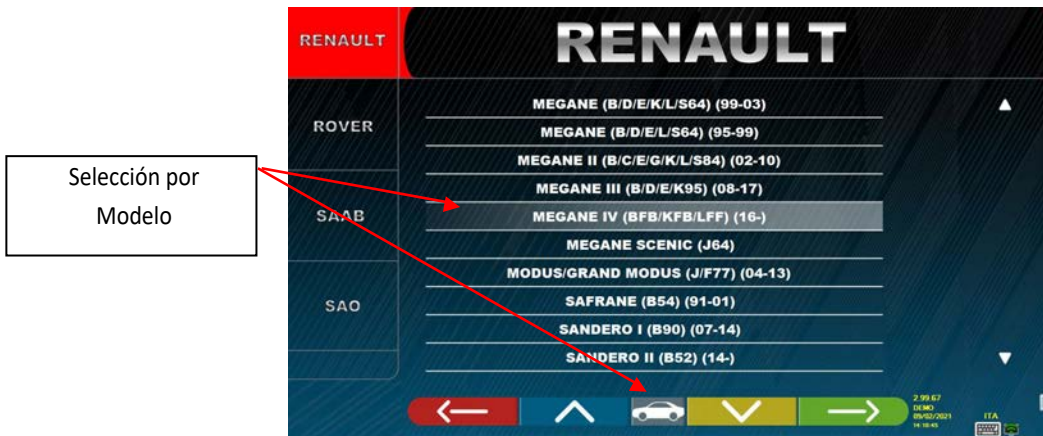 Selección por
Modelo
RENAULT
RENAULT
ROVER
SAAB
SAO
MEGANE (B/D/E/K/L/S64) (99-03)
MEGANE (B/D/E/L/S64) (95-99)
MEGANE II (B/C/E/G/K/L/S84) (02-10)
MEGANE III (B/D/E/K95) (08-17)
MEGANE IV (BFB/KFB/LFF) (16-)
MEGANE SCENIC (J64)
MODUS/GRAND MODUS (J/F77) (04-13)
SAFRANE (B54) (91-01)
SANDERO I (B90) (07-14)
SANDERO II (B52) (14-)
2.99.67
DEMO
09/02/2021
14:18:45
ITA